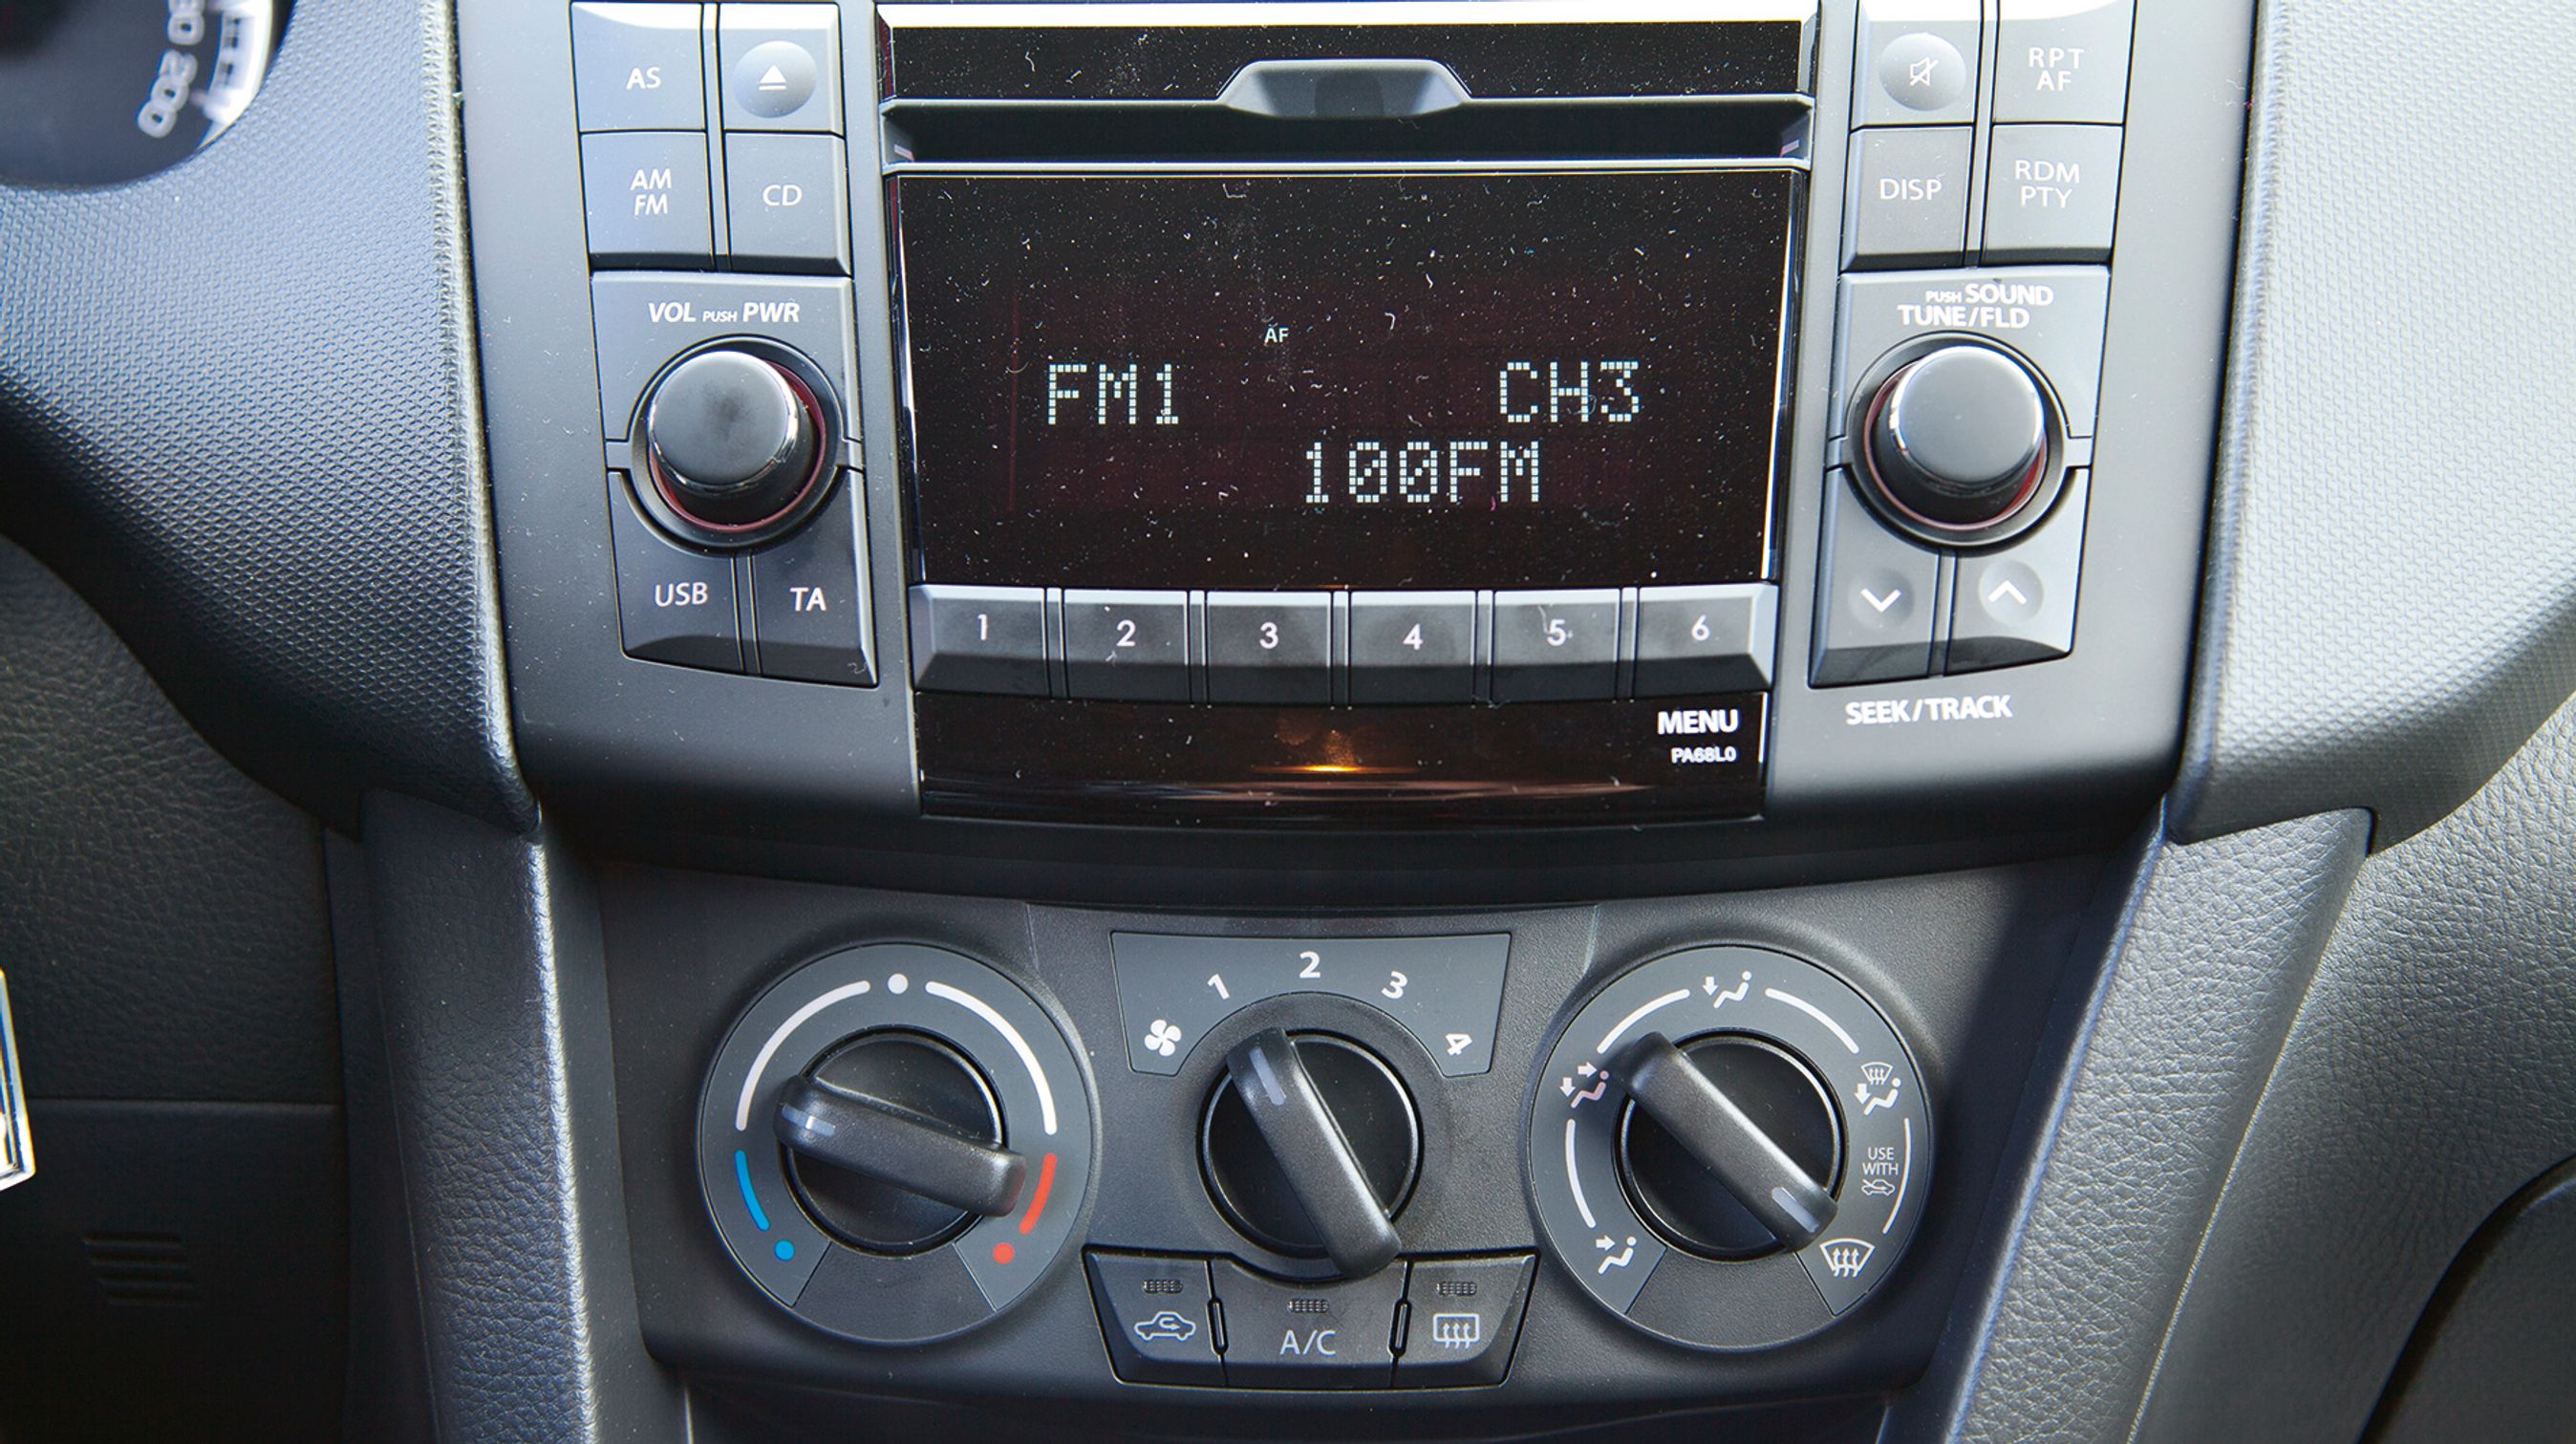 200
AS
AM
FM
CD
VOL PUSH PWR
USB
TA
AF
FM1 CH3
100FM
1 2 3 4 5 6
MENU
PA68L0
RPT
AF
DISP
RDM
PTY
PUSH SOUND
TUNE/FLD
SEEK/TRACK
1 2 3 4
A/C
USE
WITH